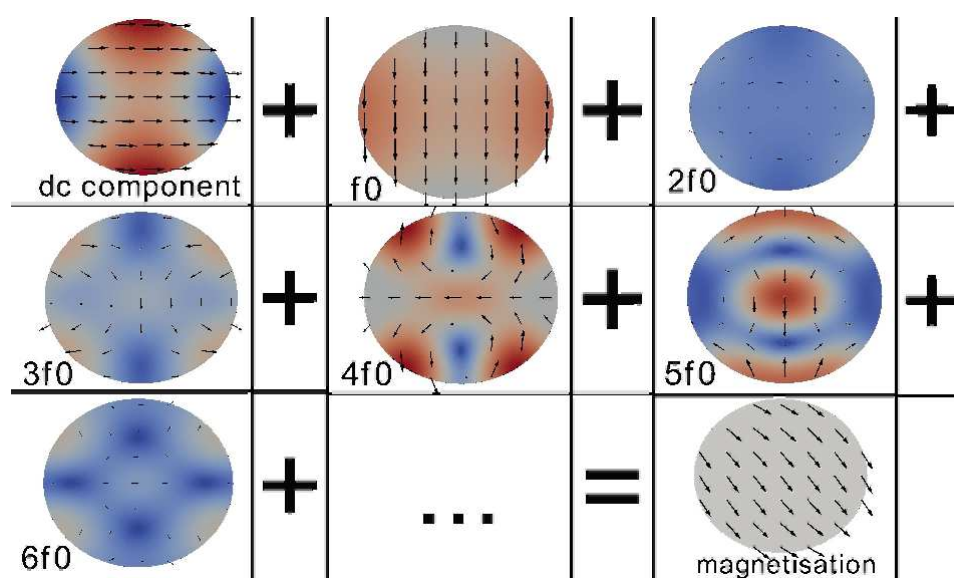 dc component
+
f0
+
2f0
+
3f0
+
4f0
+
5f0
+
6f0
+
...
=
magnetisation